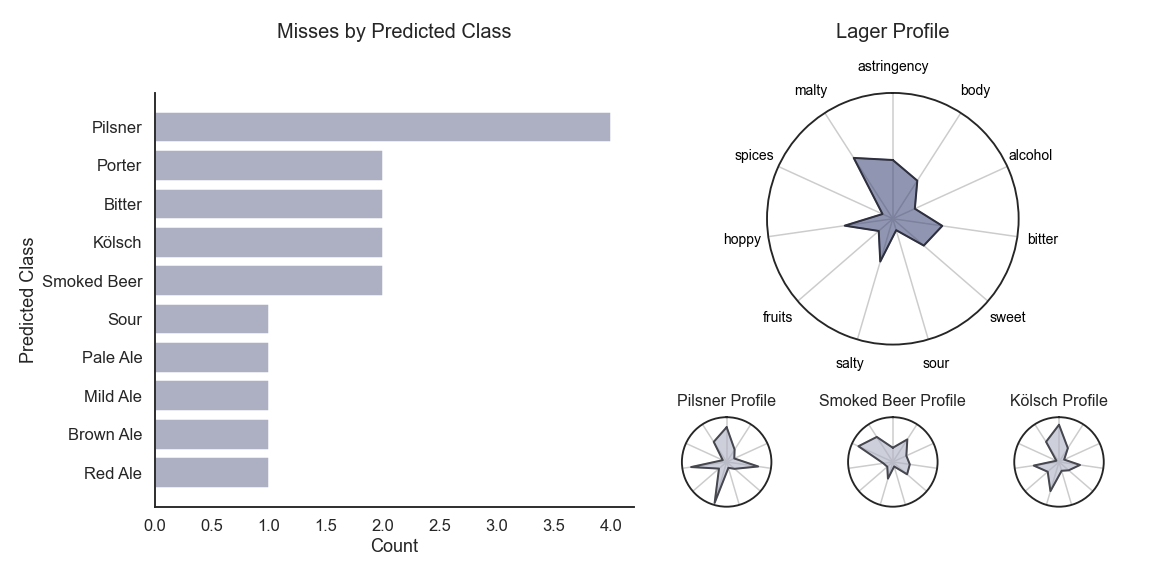 Misses by Predicted Class
Predicted Class
Pilsner
Porter
Bitter
Kölsch
Smoked Beer
Sour
Pale Ale
Mild Ale
Brown Ale
Red Ale
0.0 0.5 1.0 1.5 2.0 2.5 3.0 3.5 4.0
Count
Lager Profile
astringency
malty
body
spices
alcohol
hoppy
bitter
fruits
sweet
salty
sour
Pilsner Profile
Smoked Beer Profile
Kölsch Profile